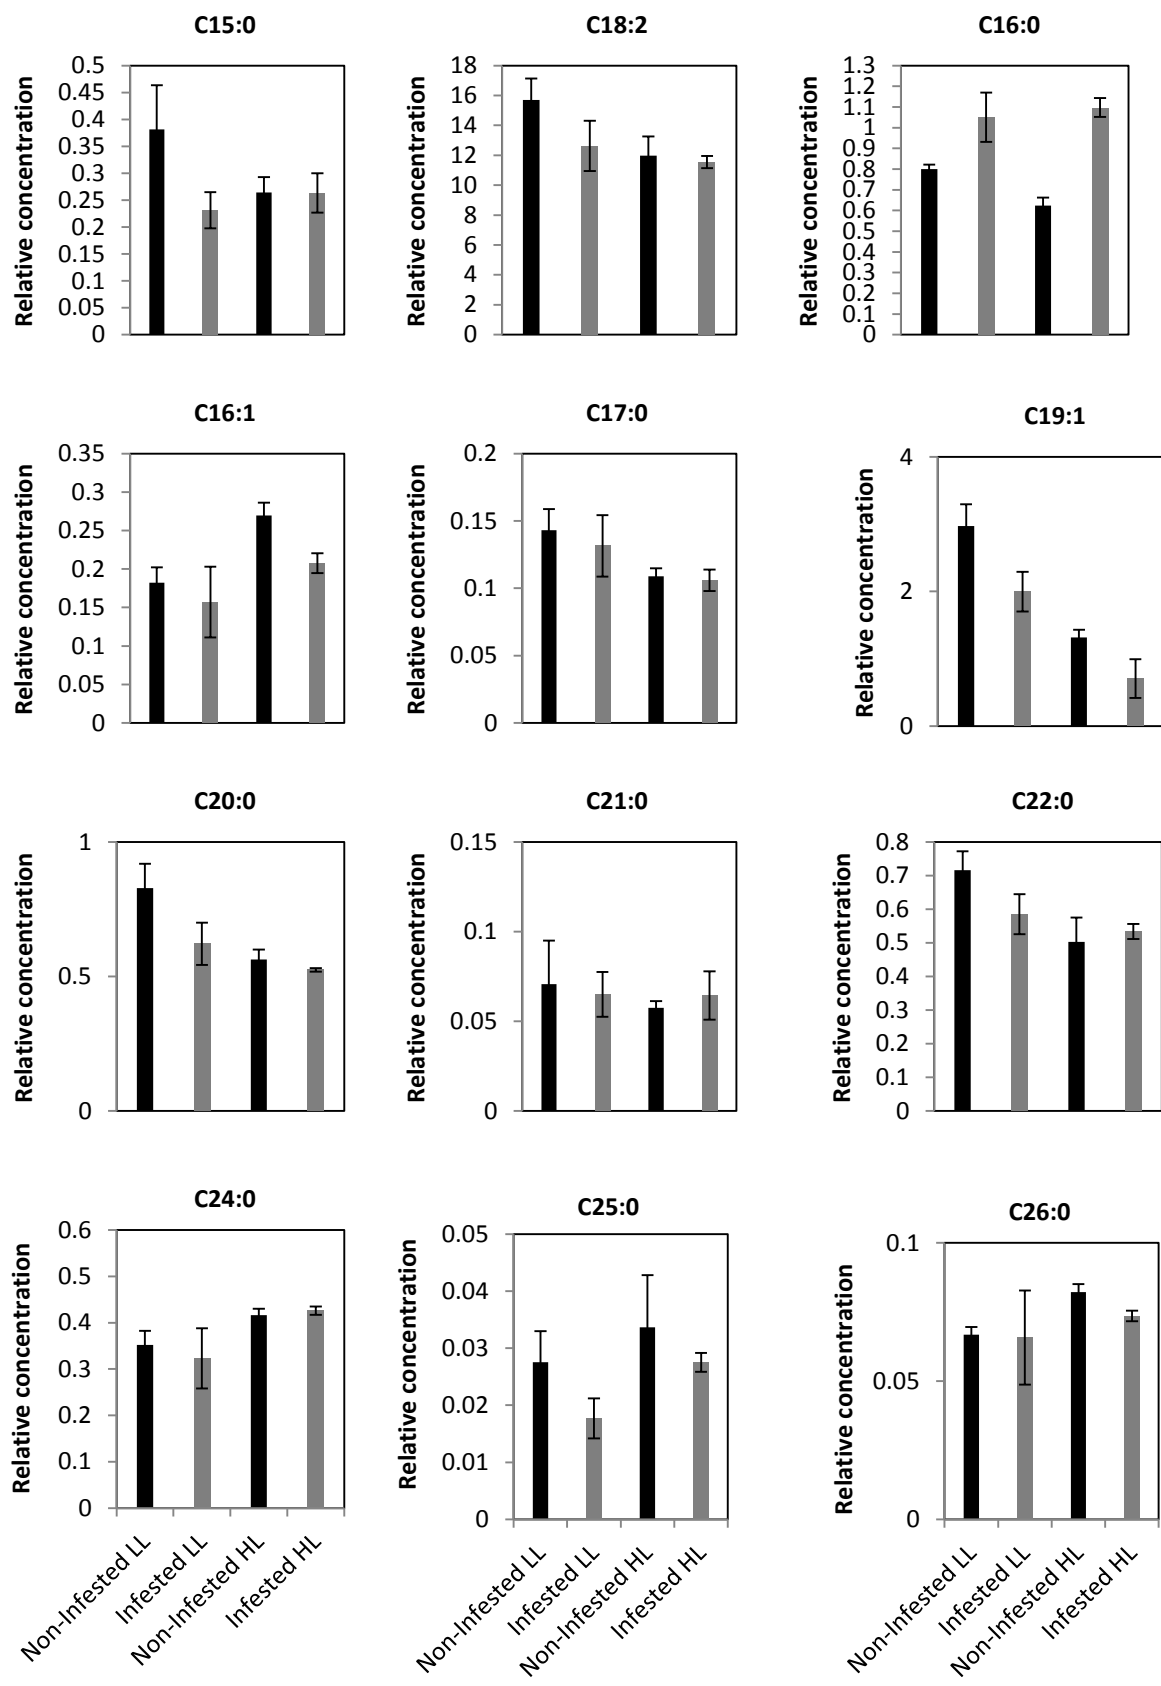 C15:0
Relative concentration
0.5
0.45
0.4
0.35
0.3
0.25
0.2
0.15
0.1
0.05
0
C18:2
Relative concentration
18
16
14
12
10
8
6
4
2
0
C16:0
Relative concentration
1.3
1.2
1.1
1
0.9
0.8
0.7
0.6
0.5
0.4
0.3
0.2
0.1
0
C16:1
Relative concentration
0.35
0.3
0.25
0.2
0.15
0.1
0.05
0
C17:0
Relative concentration
0.2
0.15
0.1
0.05
0
C19:1
Relative concentration
4
2
0
C20:0
Relative concentration
1
0.5
0
C21:0
Relative concentration
0.15
0.1
0.05
0
C22:0
Relative concentration
0.8
0.7
0.6
0.5
0.4
0.3
0.2
0.1
0
C24:0
Relative concentration
0.6
0.5
0.4
0.3
0.2
0.1
0
Non-Infested LL
Infested LL
Non-Infested HL
Infested HL
C25:0
Relative concentration
0.05
0.04
0.03
0.02
0.01
0
Non-Infested LL
Infested LL
Non-Infested HL
Infested HL
C26:0
Relative concentration
0.1
0.05
0
Non-Infested LL
Infested LL
Non-Infested HL
Infested HL